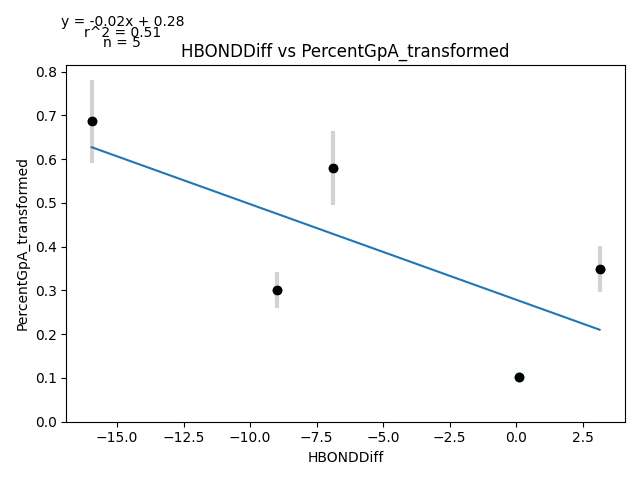 y = -0.02x + 0.28
r^2 = 0.51
n = 5
HBONDDiff vs PercentGpA_transformed
PercentGpA_transformed
0.8
0.7
0.6
0.5
0.4
0.3
0.2
0.1
0.0
−15.0 −12.5 −10.0 −7.5 −5.0 −2.5 0.0 2.5
HBONDDiff